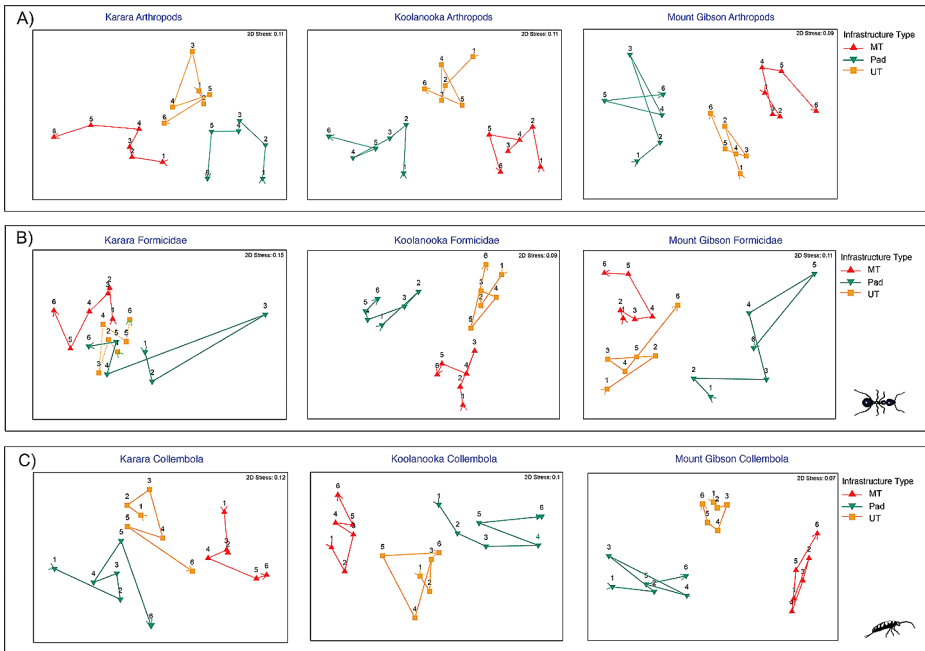 A)
Karara Arthropods
Koolanooka Arthropods
Mount Gibson Arthropods
2D Stress: 0.11
2D Stress: 0.11
2D Stress: 0.09
Infrastructure Type
MT
Pad
UT
B)
Karara Formicidae
Koolanooka Formicidae
Mount Gibson Formicidae
2D Stress: 0.15
2D Stress: 0.09
2D Stress: 0.11
Infrastructure Type
MT
Pad
UT
C)
Karara Collembola
Koolanooka Collembola
Mount Gibson Collembola
2D Stress: 0.12
2D Stress: 0.1
2D Stress: 0.07
Infrastructure Type
MT
Pad
UT